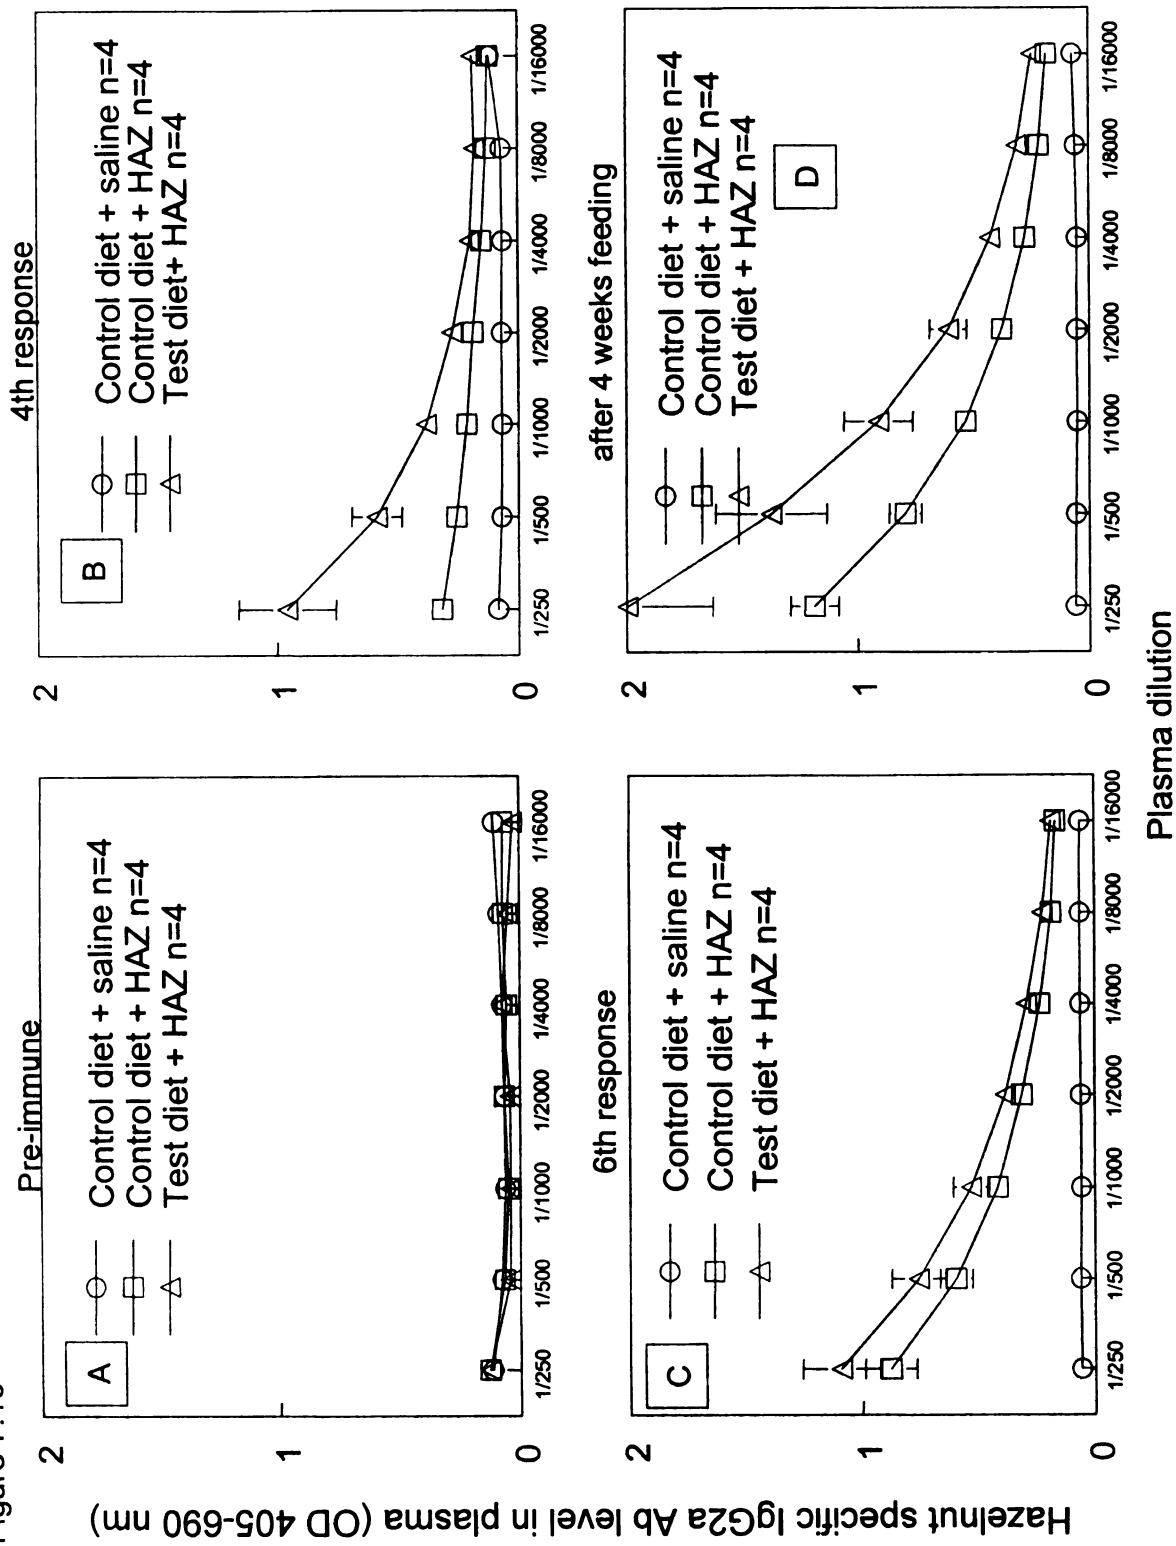 Pre-immune
A
Control diet + saline n=4
Control diet + HAZ n=4
Test diet + HAZ n=4
2
1
0
1/250
1/500
1/1000
1/2000
1/4000
1/8000
1/16000
4th response
B
Control diet + saline n=4
Control diet + HAZ n=4
Test diet+ HAZ n=4
2
1
0
1/250
1/500
1/1000
1/2000
1/4000
1/8000
1/16000
6th response
C
Control diet + saline n=4
Control diet + HAZ n=4
Test diet + HAZ n=4
2
1
0
1/250
1/500
1/1000
1/2000
1/4000
1/8000
1/16000
after 4 weeks feeding
D
Control diet + saline n=4
Control diet + HAZ n=4
Test diet + HAZ n=4
2
1
0
1/250
1/500
1/1000
1/2000
1/4000
1/8000
1/16000
Hazelnut specific IgG2a Ab level in plasma (OD 405-690 nm)
Plasma dilution